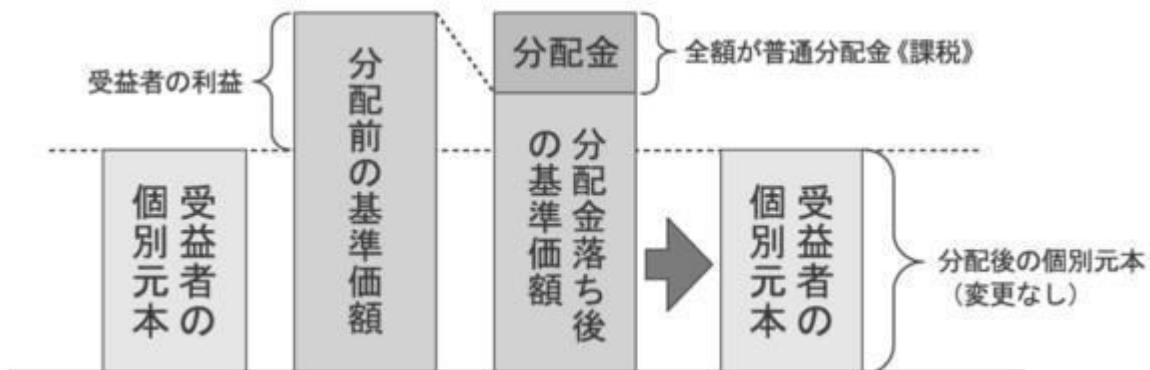 受益者の利益
受益者の
個別元本
分配前の基準価額
分配金
全額が普通分配金《課税》
分配金落ち後
の基準価額
受益者の
個別元本
分配後の個別元本
(変更なし)